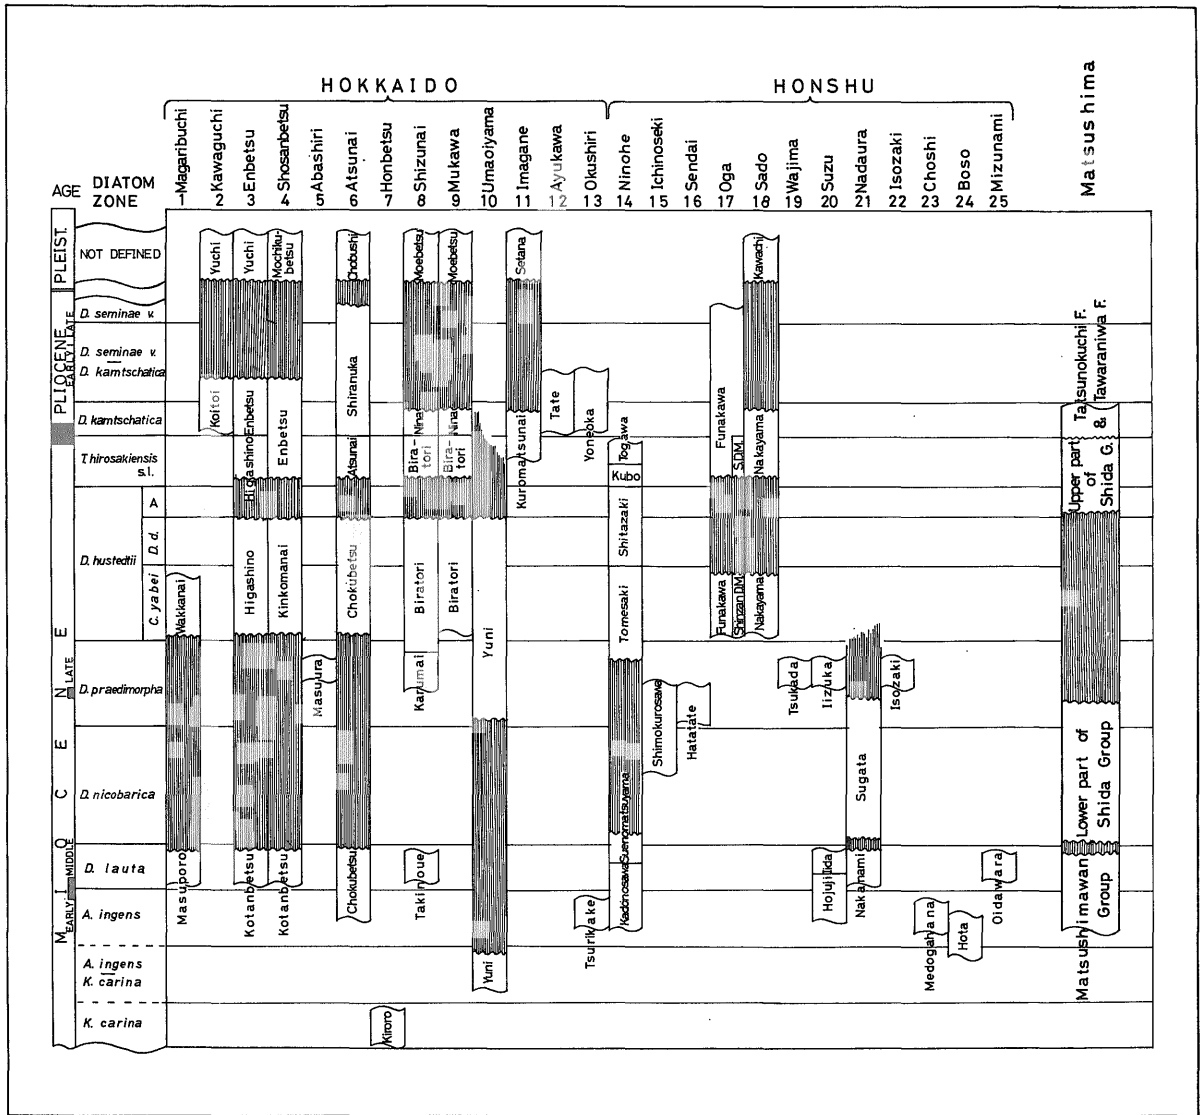 HOKKAIDO
HONSHU
AGE
DIATOM ZONE
1 Magaribuchi
2 Kawaguchi
3 Enbetsu
4 Shosanbetsu
5 Abashiri
6 Atsunai
7 Honbetsu
8 Shizunai
9 Mukawa
10 Umaoiyama
11 Imagane
12 Ayukawa
13 Okushiri
14 Ninohe
15 Ichinoseki
16 Sendai
17 Oga
18 Sado
19 Wajima
20 Suzu
21 Nadaura
22 Isozaki
23 Choshi
24 Boso
25 Mizunami
Matsushima
PLEIST.
PLIOCENE
EARLY LATE
MIOCENE
EARLY
MIDDLE
LATE
NOT DEFINED
D. seminae v.
D. seminae v.
D. kamtschatica
D. kamtschatica
T. hirosakiensis s.l.
D. hustedtii
A
D. d.
C. yabei
D. praedimorpha
D. nicobarica
D. lauta
A. ingens
A. ingens
K. carina
K. carina
Wakkanai
Masuporo
Yuchi
Koitoi
Yuchi
Higashino Enbetsu
Higashino
Kotanbetsu
Mochikubetsu
Enbetsu
Kinkomanai
Kotanbetsu
Masuura
Chobushi
Shiranuka
Atsunai
Chokubetsu
Chokubetsu
Kiroro
Moebetsu
Nina
Biratori
Biratori
Karumai
Takinoue
Moebetsu
Nina
Biratori
Biratori
Yuni
Yuni
Setana
Kuromatsunai
Tate
Yoneoka
Tsurikake
Togawa
Kubo
Shitazaki
Tomesaki
Suenomatsuyama
Kadonosawa
Shimokurosawa
Hatatate
Funakawa
S.D.M.
Funakawa
Shinzan D.M.
Kawachi
Nakayama
Nakayama
Tsukada
Iizuka
Iida
Hojuji
Sugata
Nakanami
Isozaki
Medogahana
Hota
Oidawara
Tatsunokuchi F.
& Tawaraniwa F.
Upper part
of
Shida G.
Lower part of
Shida Group
Matsushimawan
Group